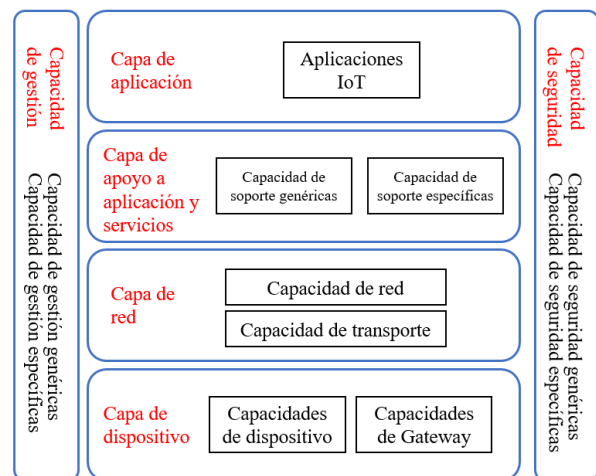 Capacidad
de gestión
Capacidad de gestión genéricas
Capacidad de gestión específicas
Capa de
aplicación
Aplicaciones
IoT
Capa de
apoyo a
aplicación y
servicios
Capacidad de
soporte genéricas
Capacidad de
soporte específicas
Capa de
red
Capacidad de red
Capacidad de transporte
Capa de
dispositivo
Capacidades
de dispositivo
Capacidades
de Gateway
Capacidad
de seguridad
Capacidad de seguridad genéricas
Capacidad de seguridad específicas